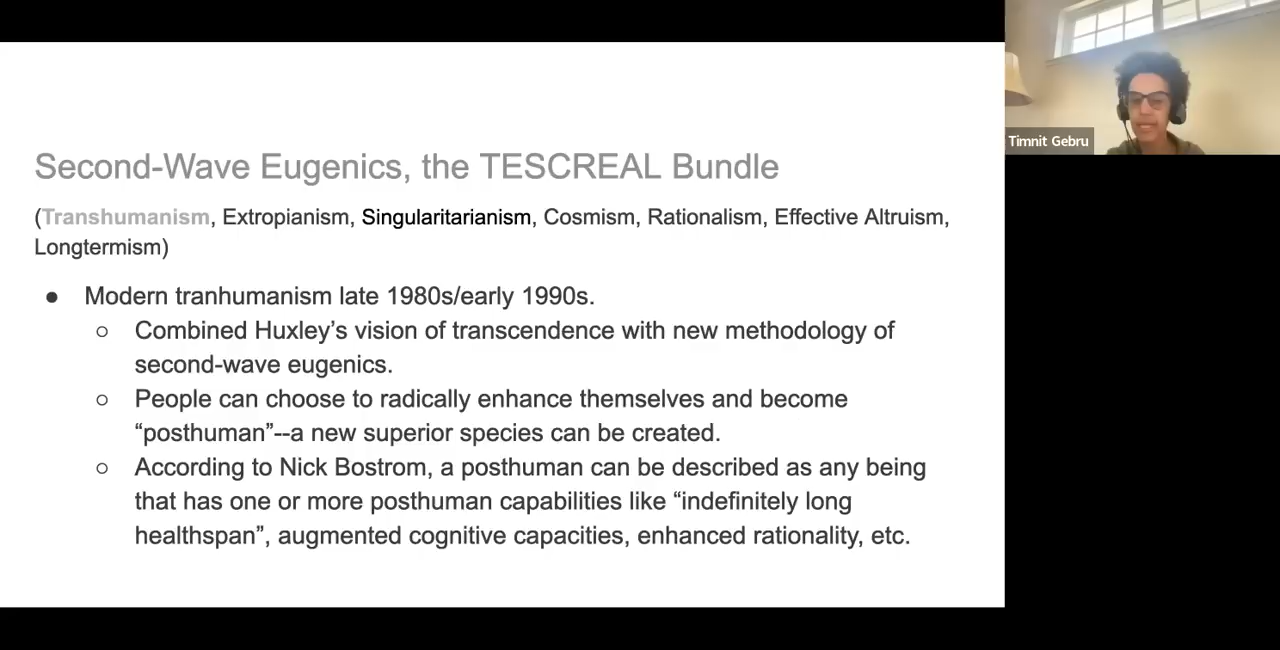 Second-Wave Eugenics, the TESCREAL Bundle
(Transhumanism, Extropianism, Singularitarianism, Cosmism, Rationalism, Effective Altruism,
Longtermism)
● Modern tranhumanism late 1980s/early 1990s.
○ Combined Huxley’s vision of transcendence with new methodology of
second-wave eugenics.
○ People can choose to radically enhance themselves and become
“posthuman”--a new superior species can be created.
○ According to Nick Bostrom, a posthuman can be described as any being
that has one or more posthuman capabilities like “indefinitely long
healthspan”, augmented cognitive capacities, enhanced rationality, etc.
Timnit Gebru